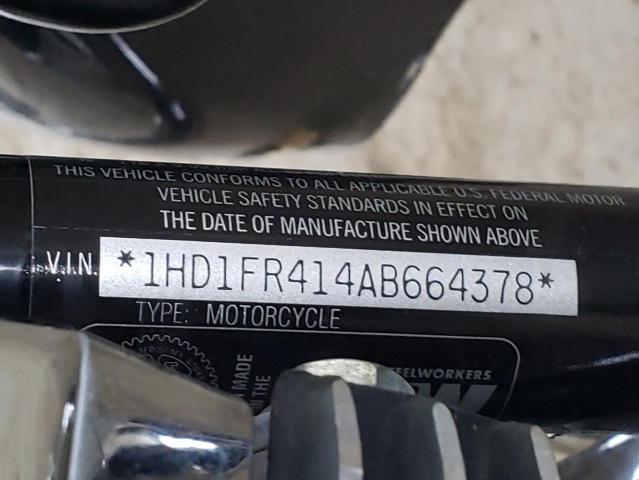 THIS VEHICLE CONFORMS TO ALL APPLICABLE U.S. FEDERAL MOTOR
VEHICLE SAFETY STANDARDS IN EFFECT ON
THE DATE OF MANUFACTURE SHOWN ABOVE
V.I.N. *1HD1FR414AB664378*
TYPE: MOTORCYCLE
MADE
IN THE
STEELWORKERS